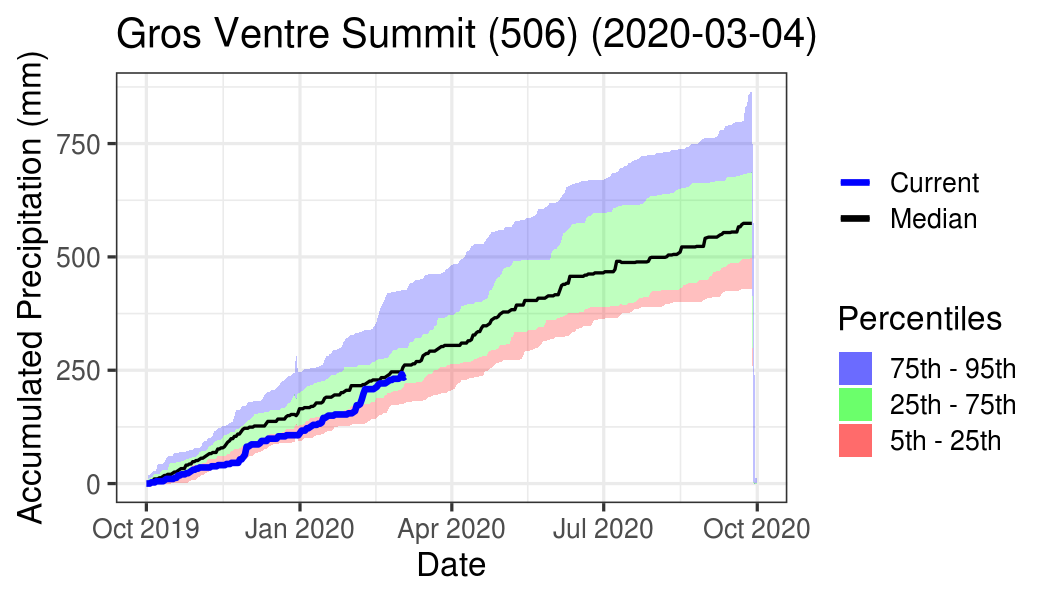 Gros Ventre Summit (506) (2020-03-04)
Accumulated Precipitation (mm)
750
500
250
0
Oct 2019 Jan 2020 Apr 2020 Jul 2020 Oct 2020
Date
Current
Median
Percentiles
75th - 95th
25th - 75th
5th - 25th